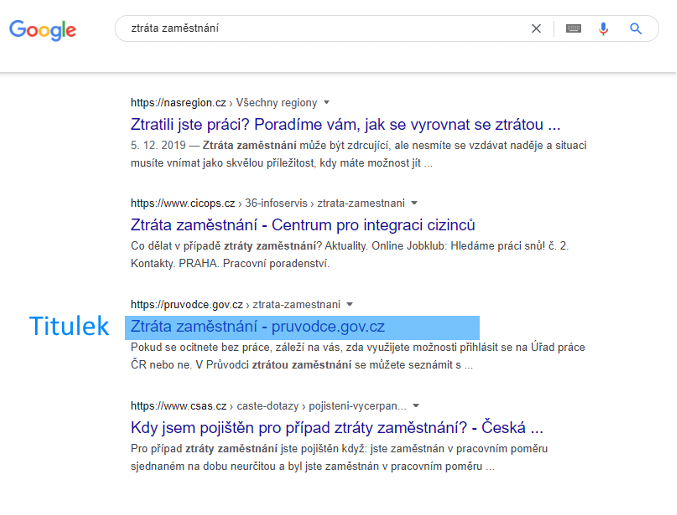 Google
ztráta zaměstnání
https://nasregion.cz › Všechny regiony
Ztratili jste práci? Poradíme vám, jak se vyrovnat se ztrátou ...
5. 12. 2019 — Ztráta zaměstnání může být zdrcující, ale nesmíte se vzdávat naděje a situaci
musíte vnímat jako skvělou příležitost, kdy máte možnost jít ...
https://www.cicops.cz › 36-infoservis › ztrata-zamestnani
Ztráta zaměstnání - Centrum pro integraci cizinců
Co dělat v případě ztráty zaměstnání? Aktuality. Online Jobklub: Hledáme práci snů! č. 2.
Kontakty. PRAHA. Pracovní poradenství.
https://pruvodce.gov.cz › ztrata-zamestnani
Titulek
Ztráta zaměstnání - pruvodce.gov.cz
Pokud se ocitnete bez práce, záleží na vás, zda využijete možnosti přihlásit se na Úřad práce
ČR nebo ne. V Průvodci ztrátou zaměstnání se můžete seznámit s ...
https://www.csas.cz › caste-dotazy › pojisteni-vycerpan...
Kdy jsem pojištěn pro případ ztráty zaměstnání? - Česká ...
Pro případ ztráty zaměstnání jste pojištěn když: jste zaměstnán v pracovním poměru
sjednaném na dobu neurčitou a byl jste zaměstnán v pracovním poměru ...